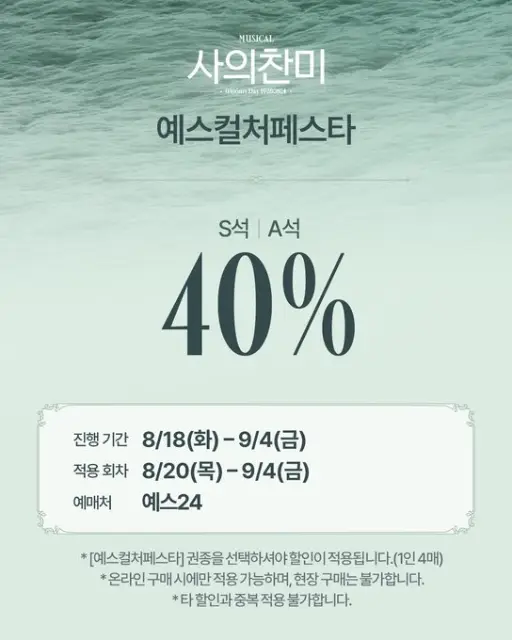 MUSICAL
사의찬미
예스컬처페스타
S석 | A석
40%
진행 기간 8/18(화) – 9/4(금)
적용 회차 8/20(목) – 9/4(금)
예매처 예스24
* [예스컬처페스타] 권종을 선택하셔야 할인이 적용됩니다.(1인 4매)
* 온라인 구매 시에만 적용 가능하며, 현장 구매는 불가합니다.
* 타 할인과 중복 적용 불가합니다.